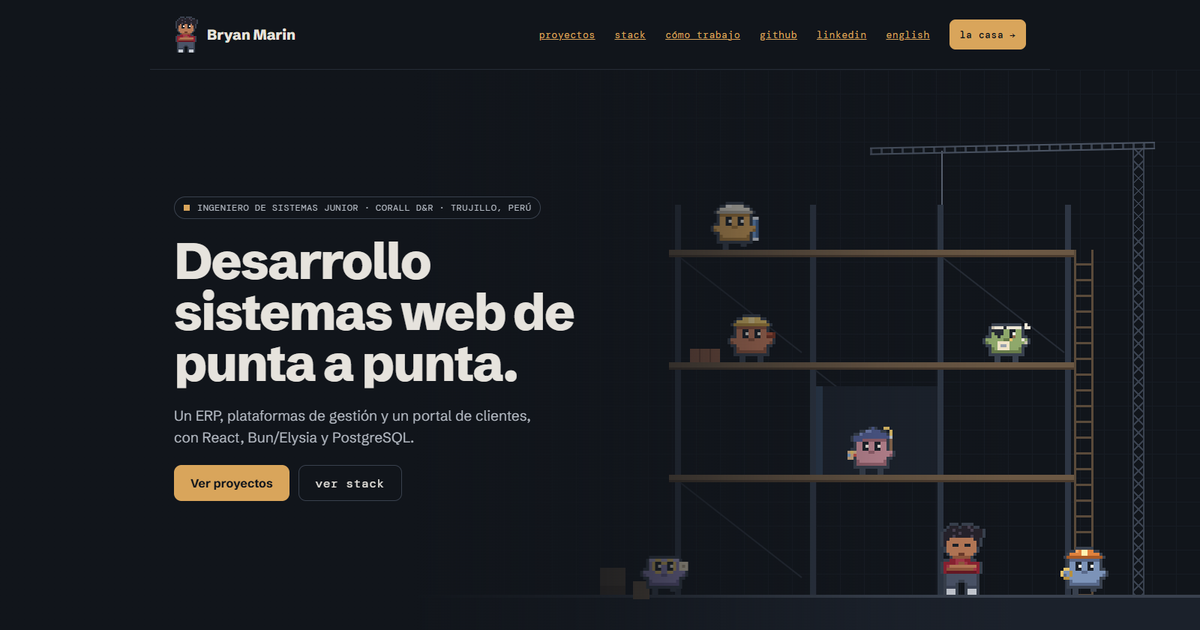 Bryan Marin
proyectos stack cómo trabajo github linkedin english la casa →
INGENIERO DE SISTEMAS JUNIOR · CORALL D&R · TRUJILLO, PERÚ
Desarrollo
sistemas web de
punta a punta.
Un ERP, plataformas de gestión y un portal de clientes,
con React, Bun/Elysia y PostgreSQL.
Ver proyectos ver stack